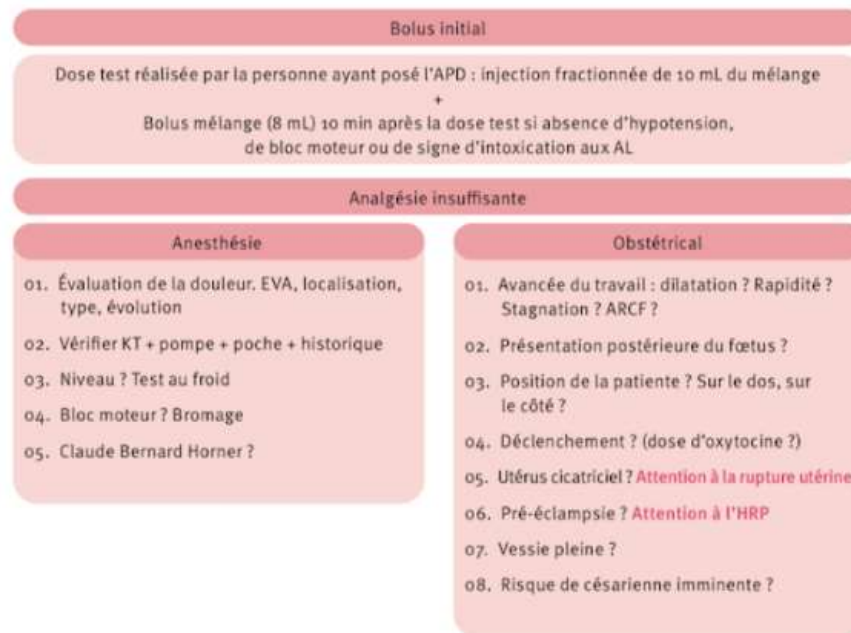 Bolus initial
Dose test réalisée par la personne ayant posé l'APD : injection fractionnée de 10 mL du mélange
+
Bolus mélange (8 mL) 10 min après la dose test si absence d'hypotension,
de bloc moteur ou de signe d'intoxication aux AL
Analgésie insuffisante
Anesthésie
01. Évaluation de la douleur. EVA, localisation,
type, évolution
02. Vérifier KT + pompe + poche + historique
03. Niveau ? Test au froid
04. Bloc moteur ? Bromage
05. Claude Bernard Horner ?
Obstétrical
01. Avancée du travail : dilatation ? Rapidité ?
Stagnation ? ARCF ?
02. Présentation postérieure du fœtus ?
03. Position de la patiente ? Sur le dos, sur
le côté ?
04. Déclenchement ? (dose d'oxytocine ?)
05. Utérus cicatriciel ? Attention à la rupture utérine
06. Pré-éclampsie ? Attention à l'HRP
07. Vessie pleine ?
08. Risque de césarienne imminente ?